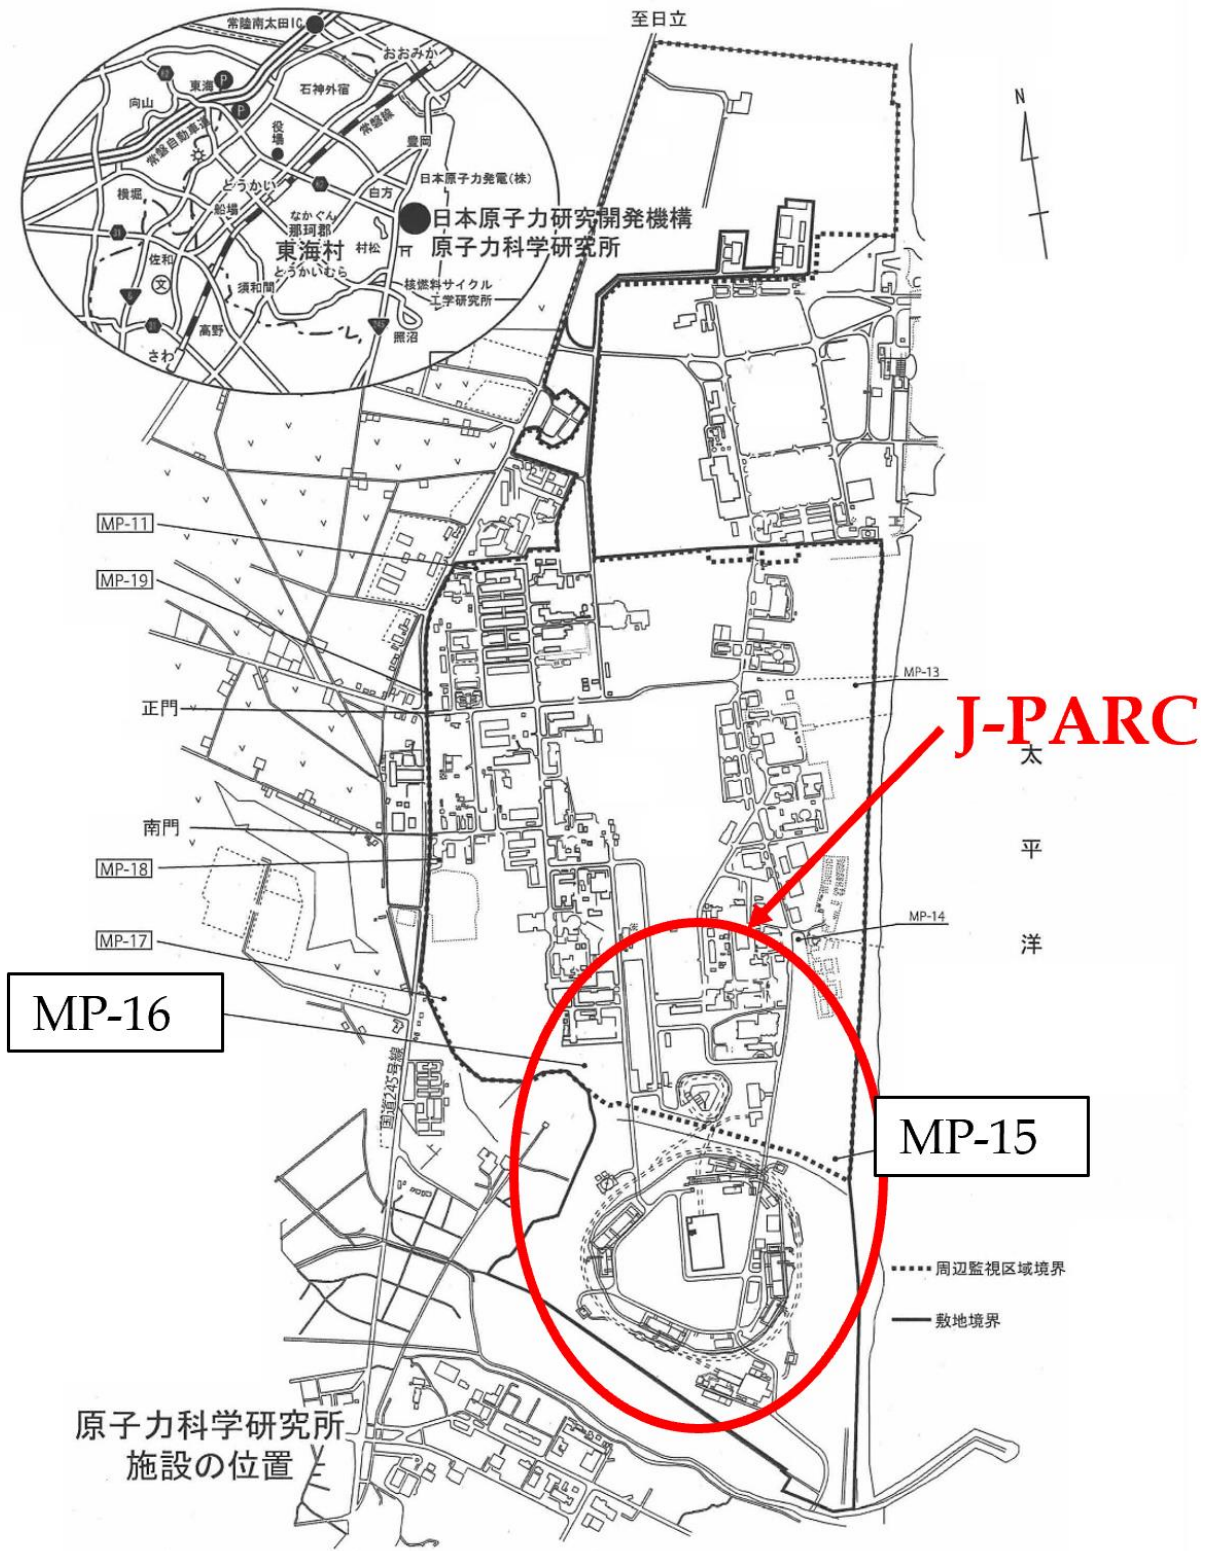 至日立
常陸南太田IC
おおみか
東海
P
P
石神外宿
向山
常磐自動車道
役場
常磐線
豊岡
とうかい
白方
日本原子力発電(株)
横堀
船場
なかぐん
那珂郡
東海村
とうかいむら
村松
日本原子力研究開発機構
原子力科学研究所
佐和
文
須和間
核燃料サイクル
工学研究所
6
245
高野
照沼
さわ
N
MP-11
MP-19
正門
MP-13
J-PARC
太平洋
南門
MP-18
MP-14
MP-17
MP-16
国道245号線
MP-15
周辺監視区域境界
敷地境界
原子力科学研究所
施設の位置